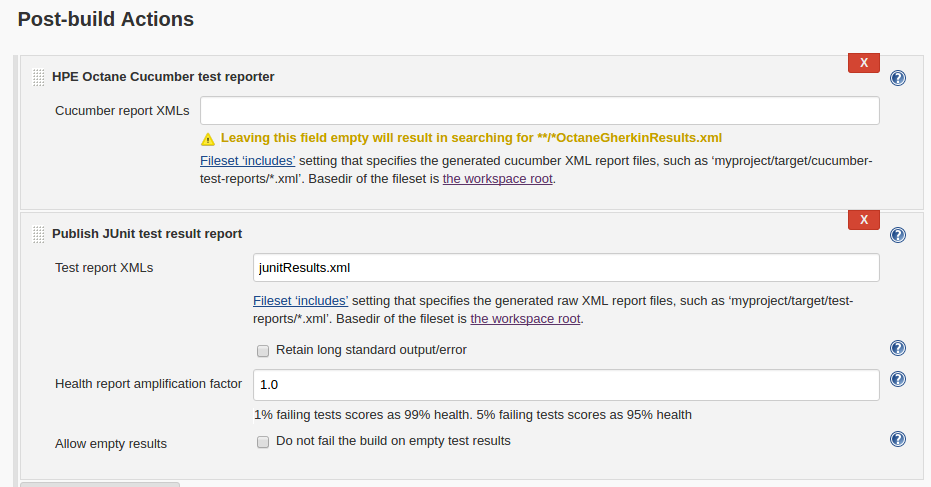 Post-build Actions
X
HPE Octane Cucumber test reporter
Cucumber report XMLs
Leaving this field empty will result in searching for **/*OctaneGherkinResults.xml
Fileset ‘includes’ setting that specifies the generated cucumber XML report files, such as ‘myproject/target/cucumber-
test-reports/*.xml’. Basedir of the fileset is the workspace root.
X
Publish JUnit test result report
Test report XMLs junitResults.xml
Fileset ‘includes’ setting that specifies the generated raw XML report files, such as ‘myproject/target/test-
reports/*.xml’. Basedir of the fileset is the workspace root.
Retain long standard output/error
Health report amplification factor 1.0
1% failing tests scores as 99% health. 5% failing tests scores as 95% health
Allow empty results Do not fail the build on empty test results